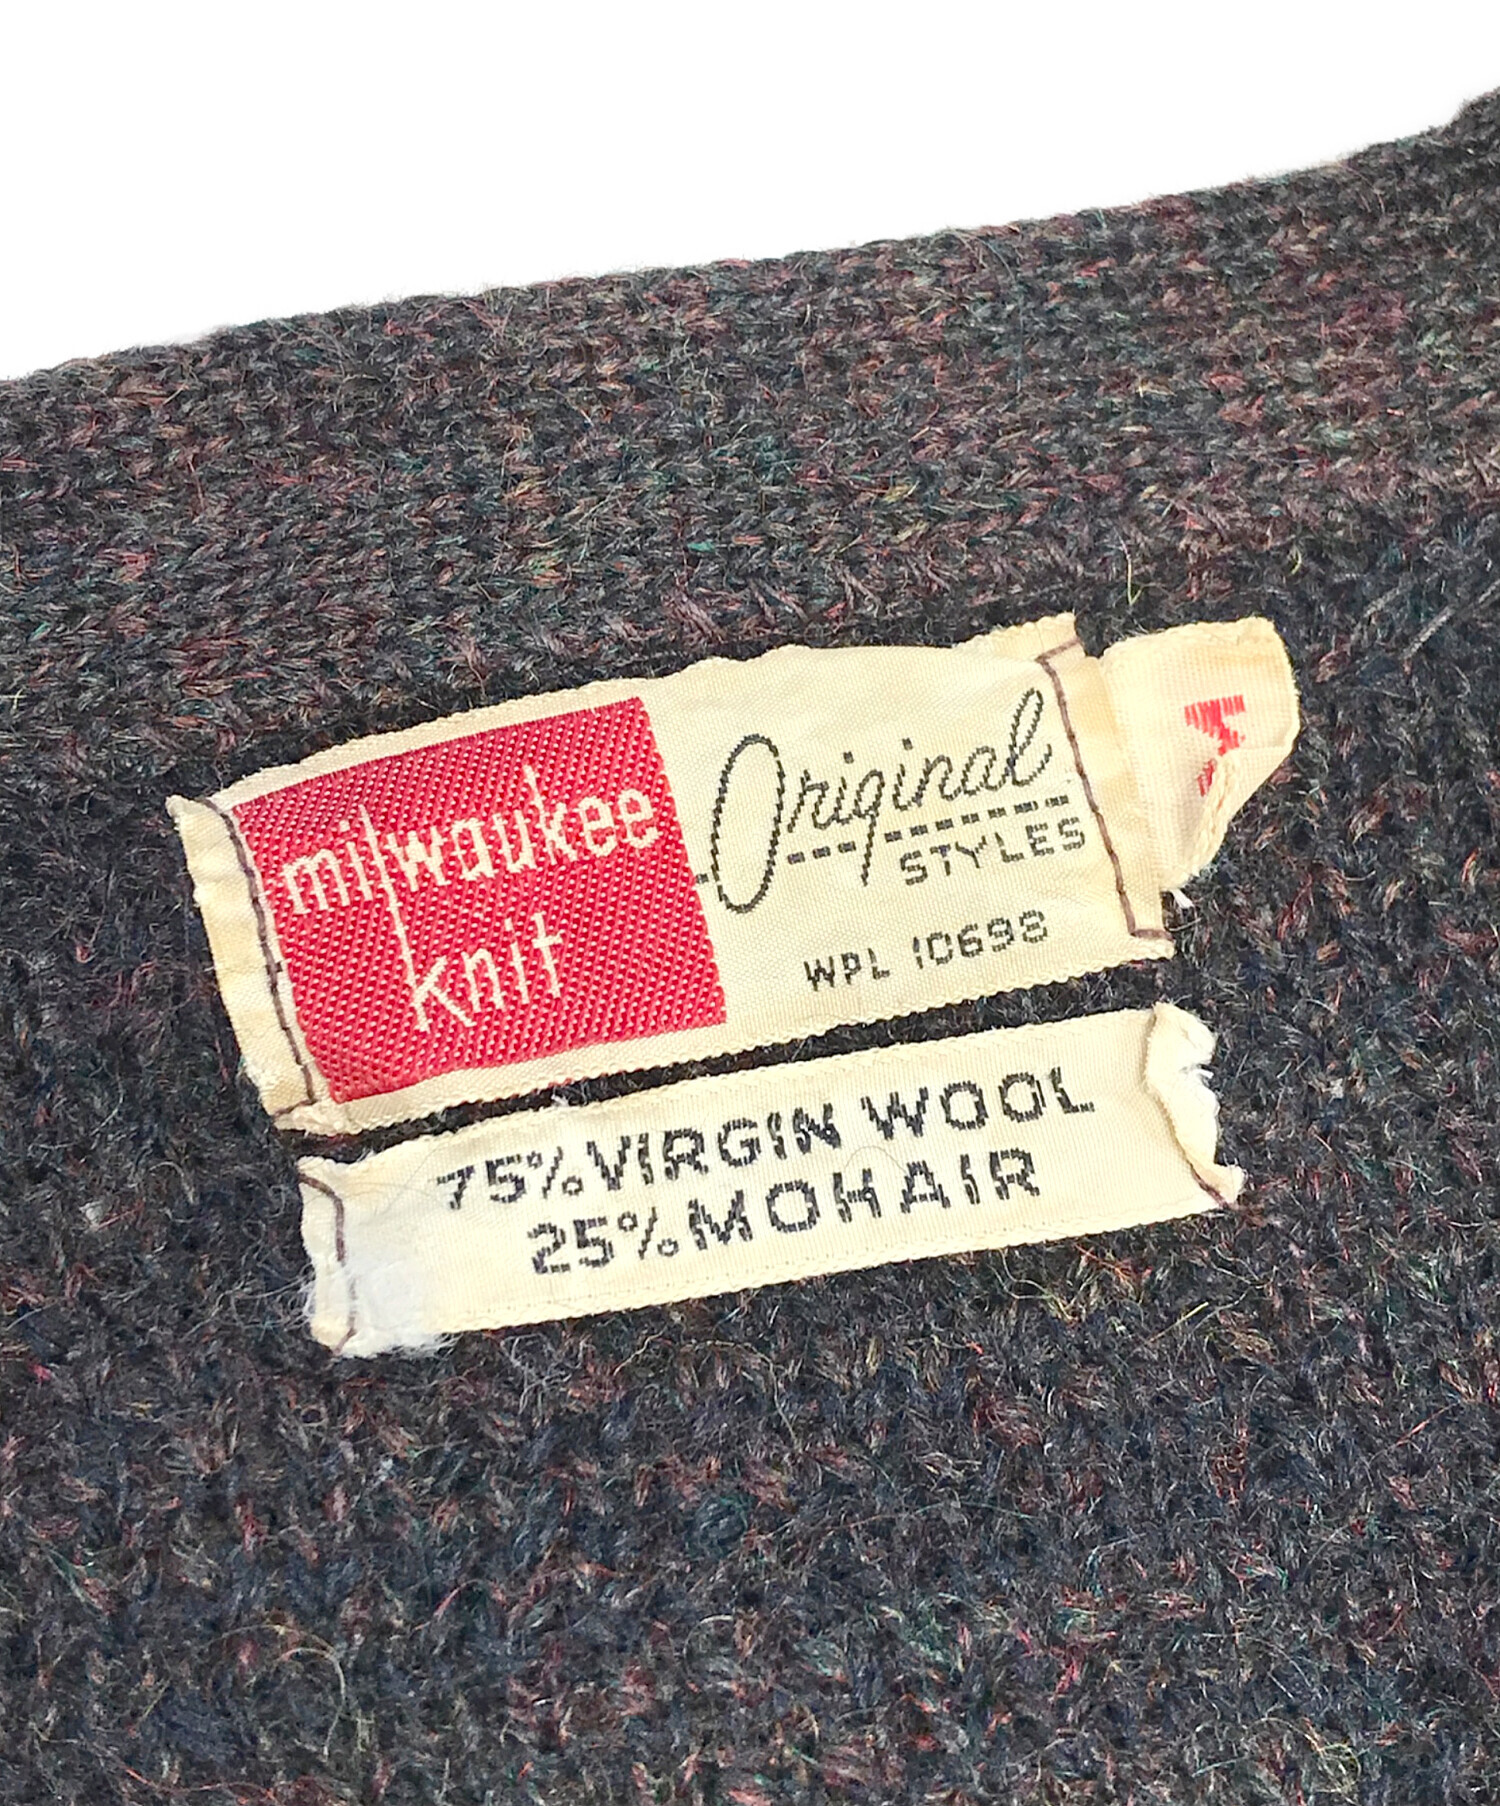 milwaukee
knit
Original
STYLES
WPL 10698
75% VIRGIN WOOL
25% MOHAIR